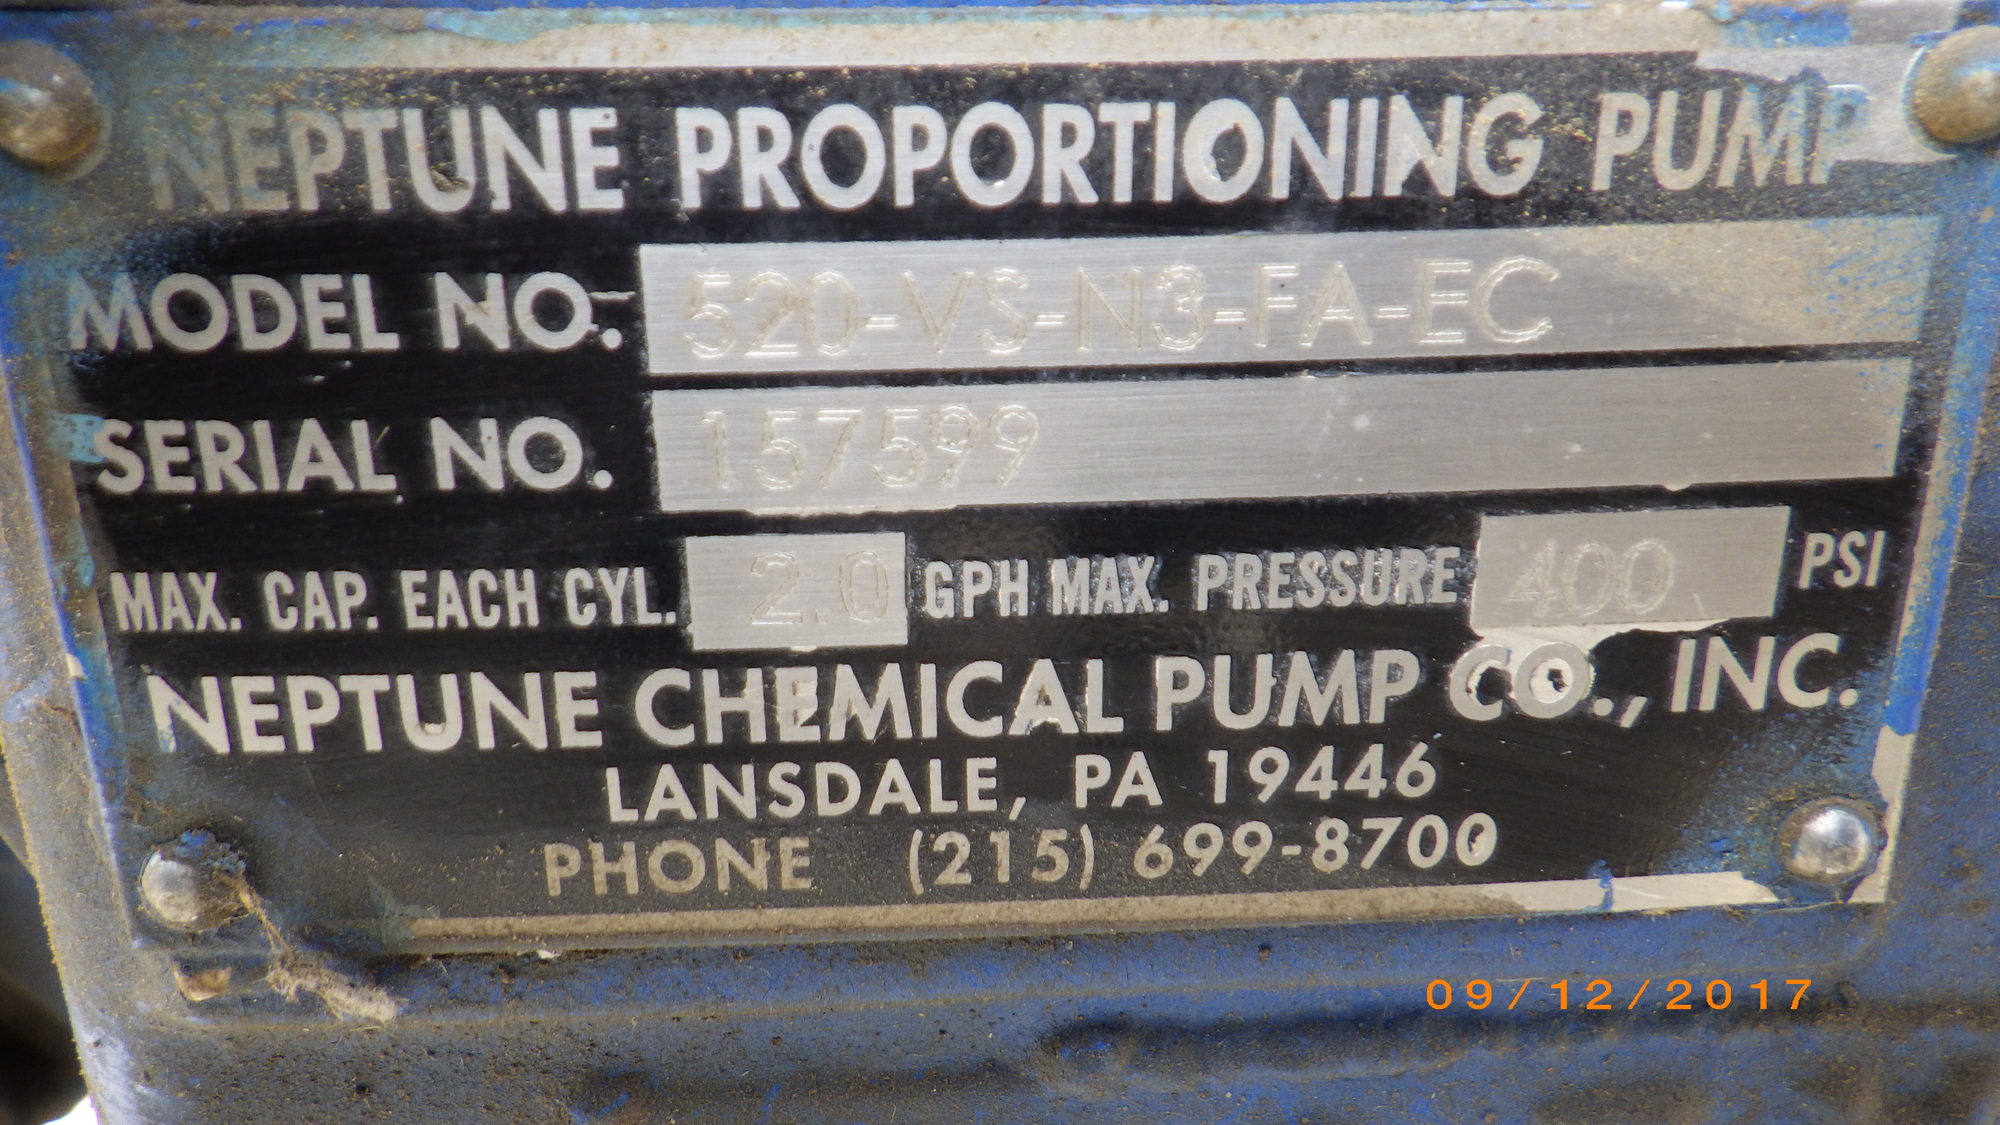 NEPTUNE PROPORTIONING PUMP
MODEL NO. 520-VS-N3-FA-EC
SERIAL NO. 157599
MAX. CAP. EACH CYL. 2.0 GPH MAX. PRESSURE 400 PSI
NEPTUNE CHEMICAL PUMP CO., INC.
LANSDALE, PA 19446
PHONE (215) 699-8700
09/12/2017